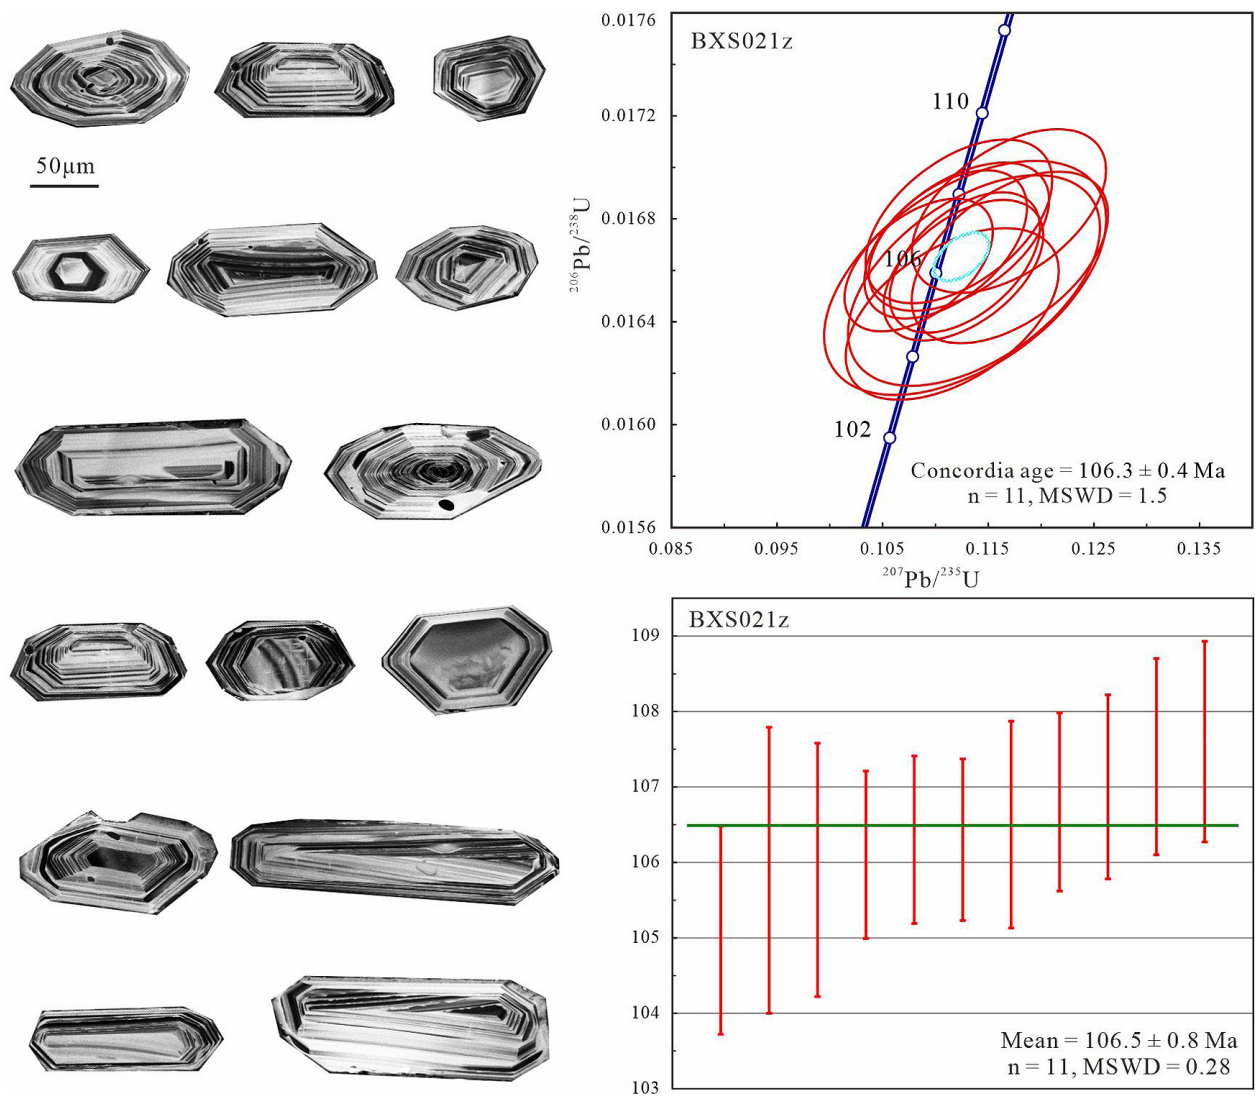 50μm
BXS021z
0.0176
0.0172
0.0168
0.0164
0.0160
0.0156
²⁰⁶Pb/²³⁸U
110
106
102
Concordia age = 106.3 ± 0.4 Ma
n = 11, MSWD = 1.5
0.085 0.095 0.105 0.115 0.125 0.135
²⁰⁷Pb/²³⁵U
BXS021z
109
108
107
106
105
104
103
Mean = 106.5 ± 0.8 Ma
n = 11, MSWD = 0.28